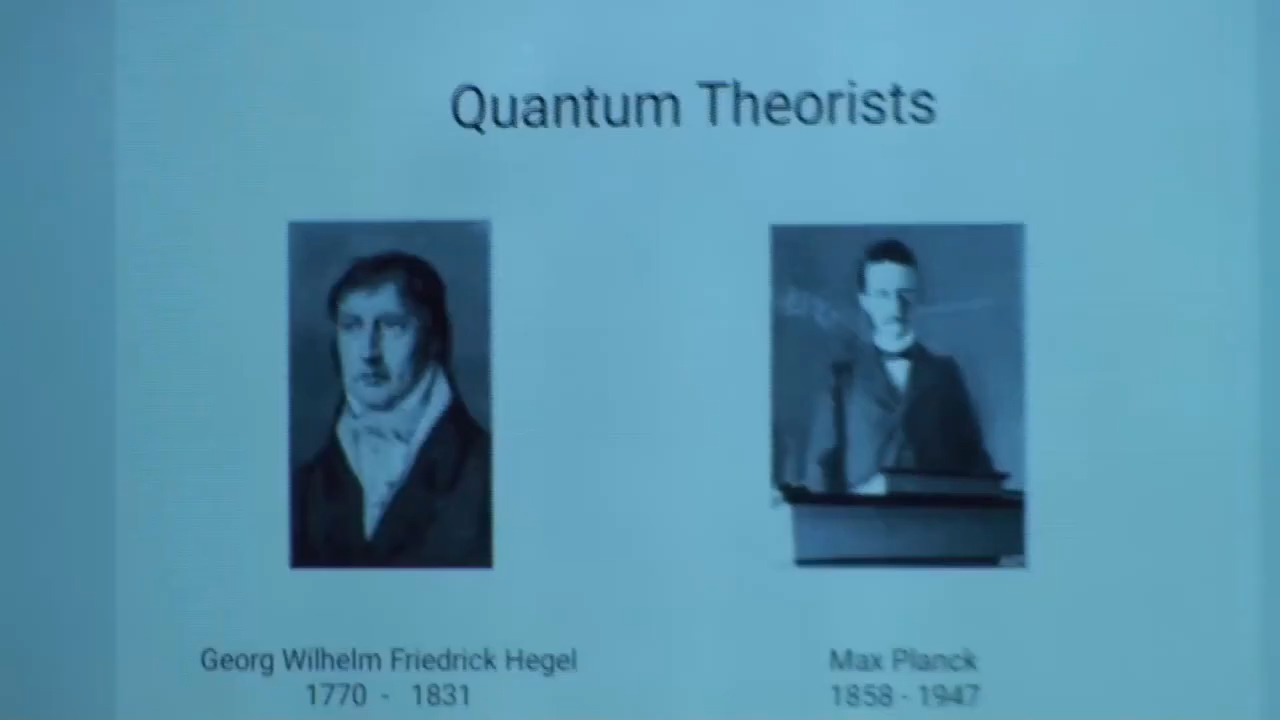 Quantum Theorists
Georg Wilhelm Friedrick Hegel
1770 - 1831
Max Planck
1858 - 1947